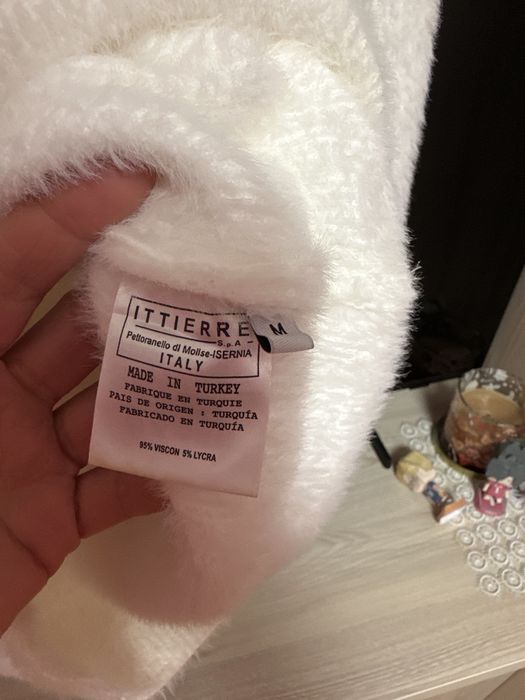 ITTIERRE
S.p.A
Pettoranello di Molise-ISERNIA
ITALY
M
MADE IN TURKEY
FABRIQUE EN TURQUIE
PAIS DE ORIGEN : TURQUÍA
FABRICADO EN TURQUÍA
95% VISCON 5% LYCRA